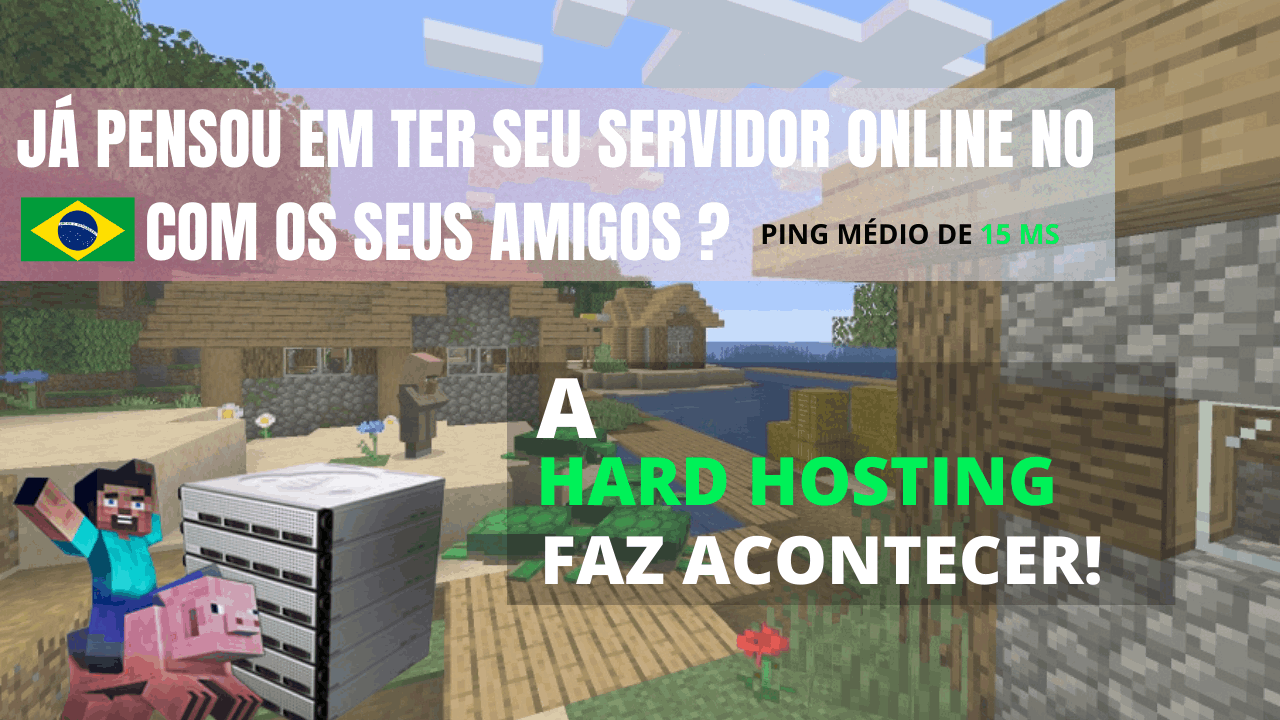 JÁ PENSOU EM TER SEU SERVIDOR ONLINE NO
COM OS SEUS AMIGOS ?
PING MÉDIO DE 15 MS
A
HARD HOSTING
FAZ ACONTECER!